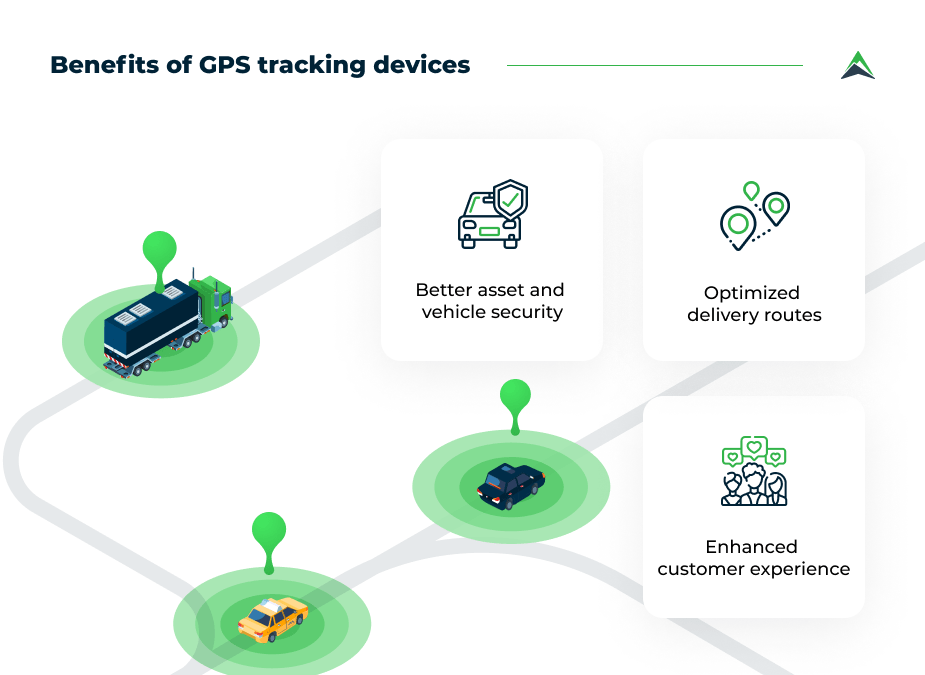 Benefits of GPS tracking devices
Better asset and
vehicle security
Optimized
delivery routes
Enhanced
customer experience